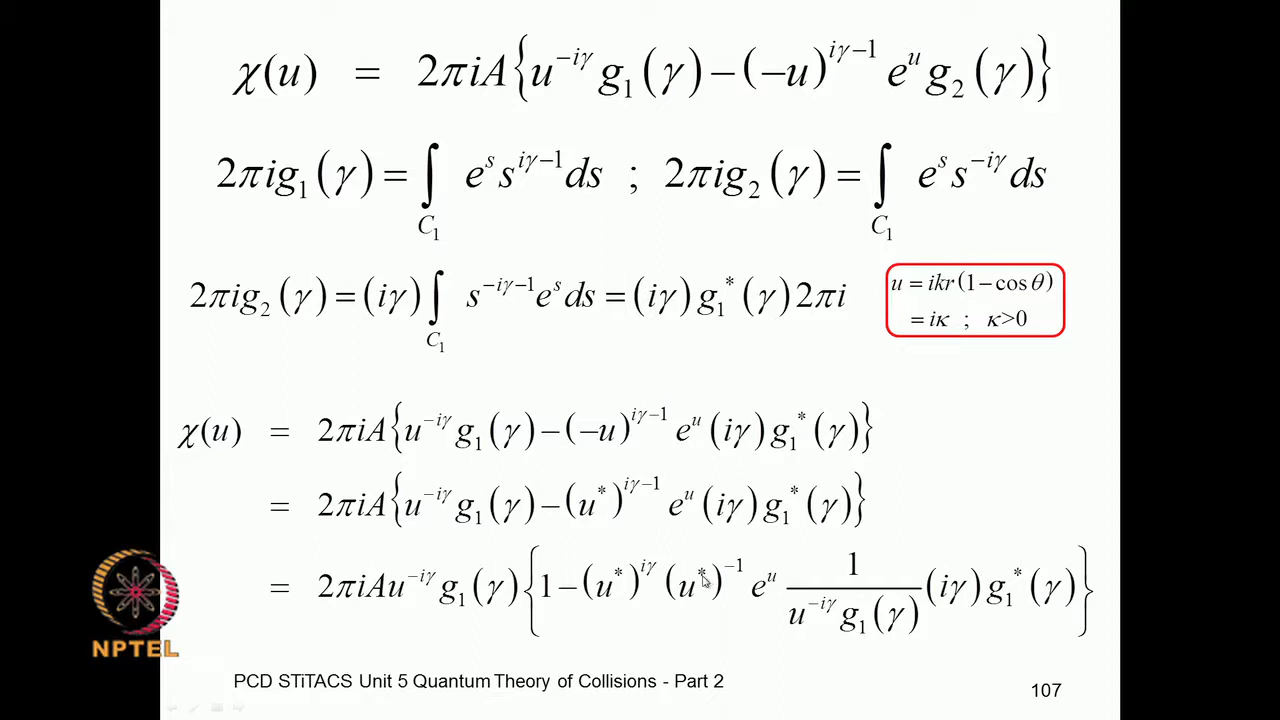 χ(u) = 2πiA{u^{-iγ} g₁(γ) − (−u)^{iγ−1} e^u g₂(γ)}
2πig₁(γ) = ∫_{C₁} e^s s^{iγ−1} ds ; 2πig₂(γ) = ∫_{C₁} e^s s^{−iγ} ds
2πig₂(γ) = (iγ) ∫_{C₁} s^{−iγ−1} e^s ds = (iγ) g₁*(γ) 2πi
u = ikr(1−cosθ)
= iκ ; κ>0
χ(u) = 2πiA{u^{−iγ} g₁(γ) − (−u)^{iγ−1} e^u (iγ) g₁*(γ)}
= 2πiA{u^{−iγ} g₁(γ) − (u*)^{iγ−1} e^u (iγ) g₁*(γ)}
= 2πiAu^{−iγ} g₁(γ) {1 − (u*)^{iγ} (u*)^{−1} e^u \frac{1}{u^{−iγ} g₁(γ)} (iγ) g₁*(γ)}
NPTEL
PCD STiTACS Unit 5 Quantum Theory of Collisions - Part 2
107